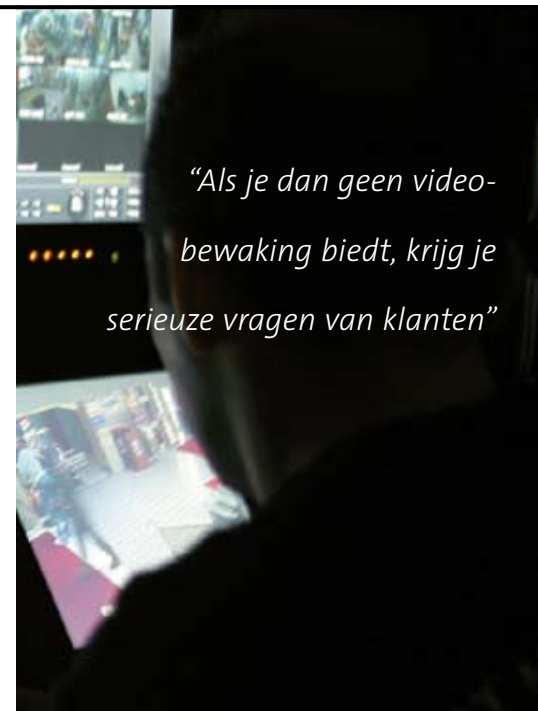 “Als je dan geen video-
bewaking biedt, krijg je
serieuze vragen van klanten”